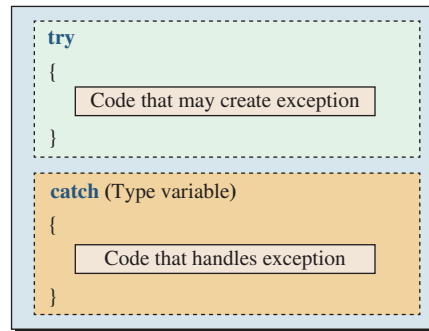 try
{
Code that may create exception
}
catch (Type variable)
{
Code that handles exception
}